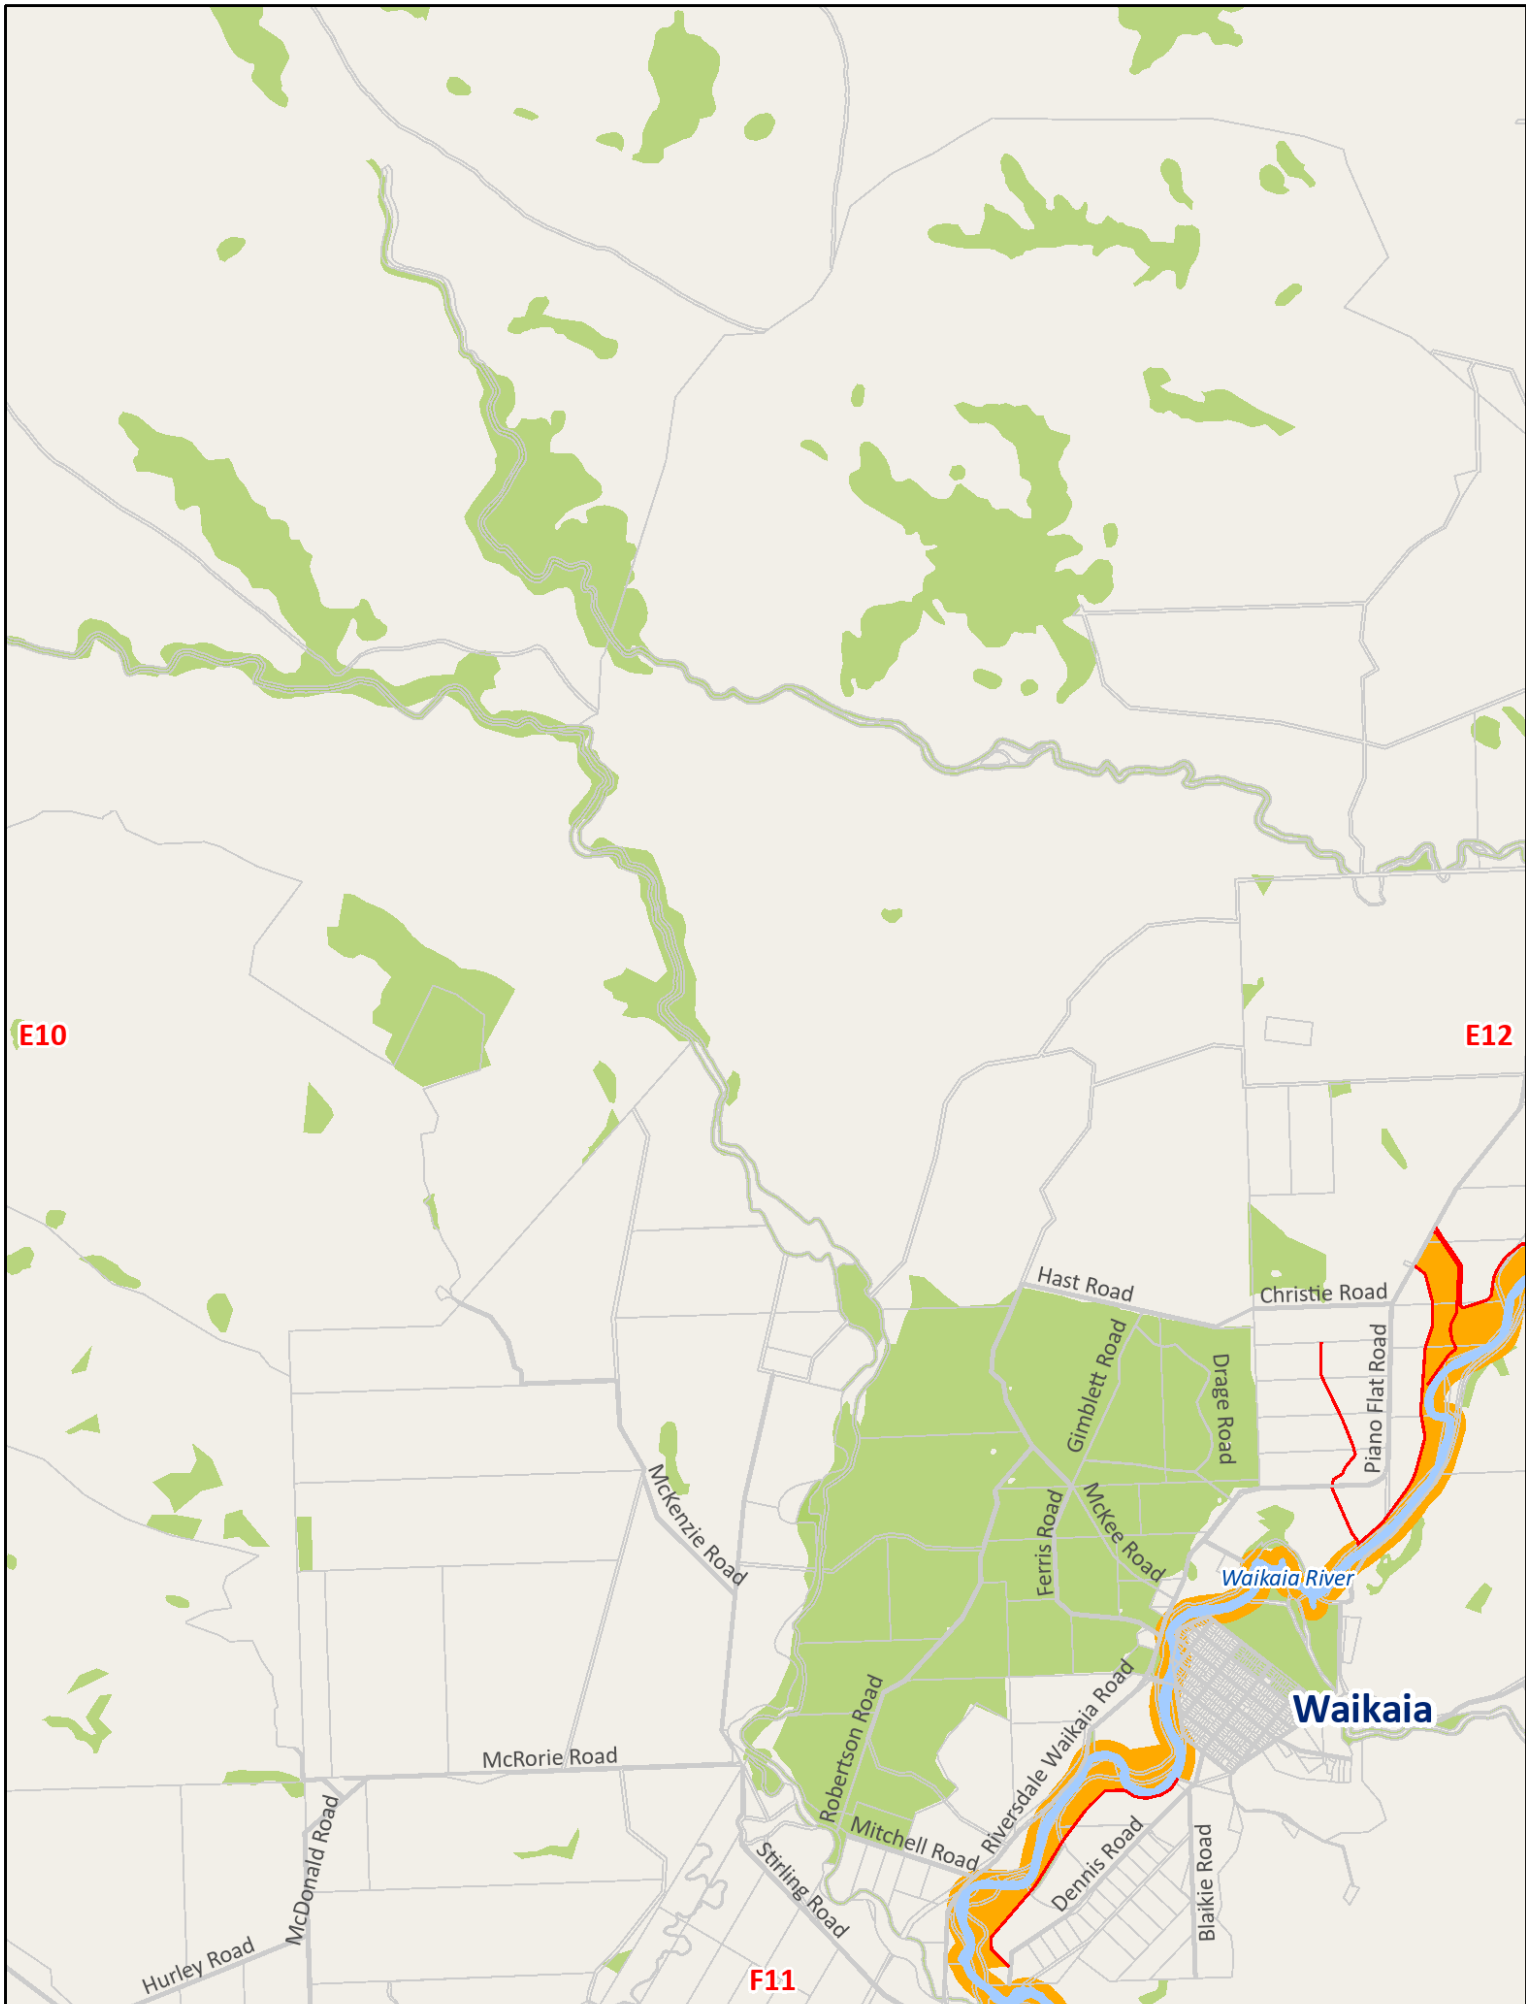 E10
E12
Hast Road
Christie Road
Gimblett Road
Drage Road
Piano Flat Road
McKenzie Road
Ferris Road
McKee Road
Waikaia River
Waikaia
Riversdale Waikaia Road
Robertson Road
McRorie Road
McDonald Road
Mitchell Road
Stirling Road
Dennis Road
Blaikie Road
Hurley Road
F11